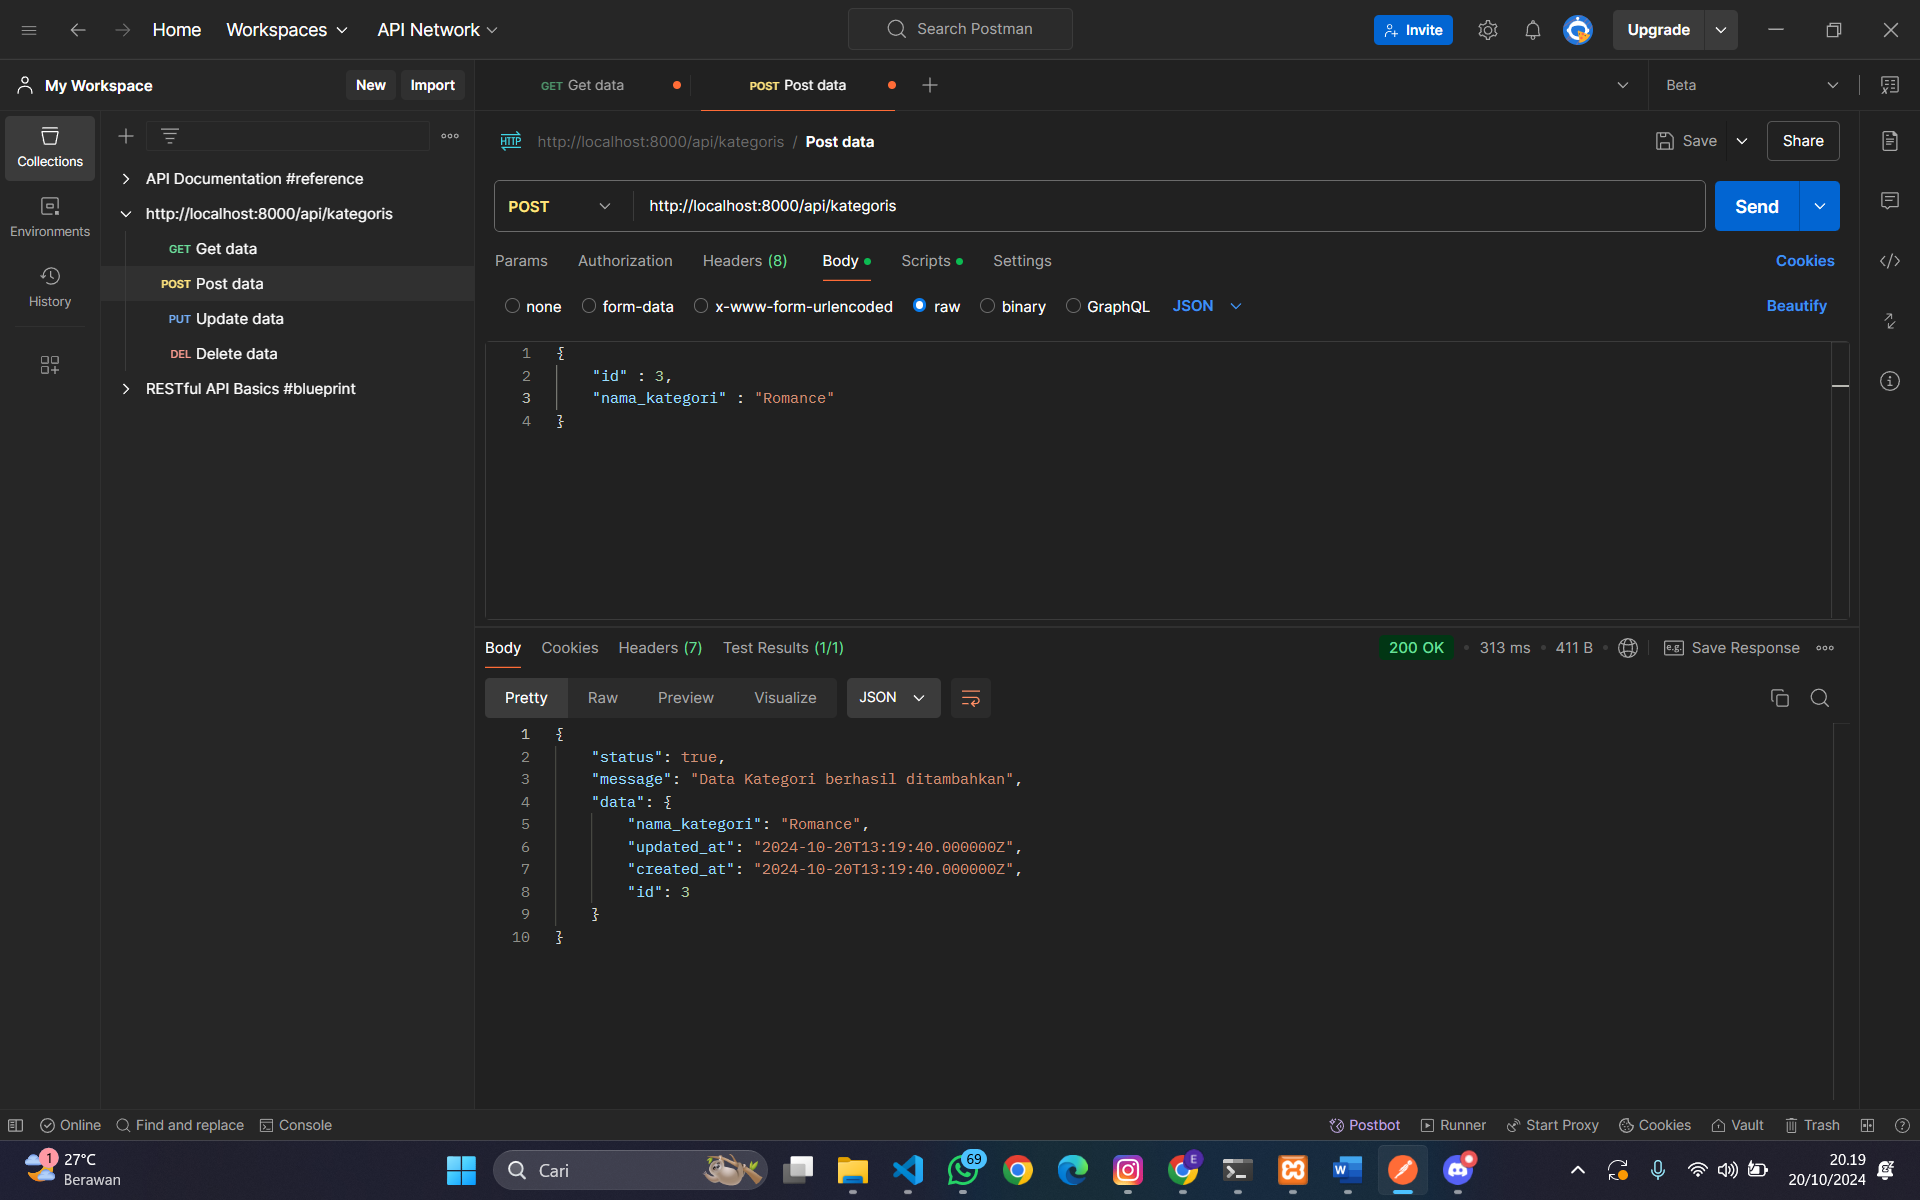 Home Workspaces API Network Search Postman Invite Upgrade
My Workspace New Import
GET Get data POST Post data Beta
Collections
Environments
History
API Documentation #reference
http://localhost:8000/api/kategoris
GET Get data
POST Post data
PUT Update data
DEL Delete data
RESTful API Basics #blueprint
HTTP http://localhost:8000/api/kategoris / Post data Save Share
POST http://localhost:8000/api/kategoris Send
Params Authorization Headers (8) Body Scripts Settings Cookies
none form-data x-www-form-urlencoded raw binary GraphQL JSON Beautify
1 {
2 "id" : 3,
3 "nama_kategori" : "Romance"
4 }
Body Cookies Headers (7) Test Results (1/1) 200 OK 313 ms 411 B e.g. Save Response
Pretty Raw Preview Visualize JSON
1 {
2 "status": true,
3 "message": "Data Kategori berhasil ditambahkan",
4 "data": {
5 "nama_kategori": "Romance",
6 "updated_at": "2024-10-20T13:19:40.000000Z",
7 "created_at": "2024-10-20T13:19:40.000000Z",
8 "id": 3
9 }
10 }
Online Find and replace Console Postbot Runner Start Proxy Cookies Vault Trash
1 27°C
Berawan
Cari
69
E
20.19
20/10/2024